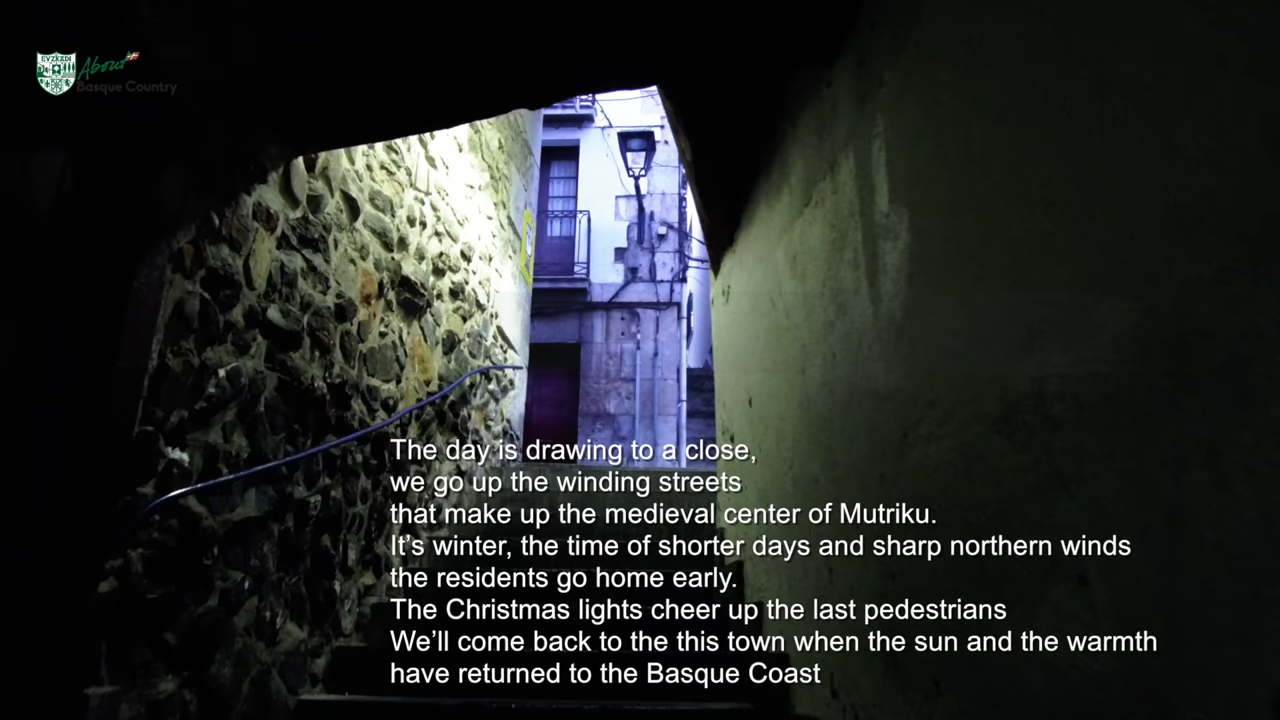 EUZKADI
About
Basque Country
The day is drawing to a close,
we go up the winding streets
that make up the medieval center of Mutriku.
It’s winter, the time of shorter days and sharp northern winds
the residents go home early.
The Christmas lights cheer up the last pedestrians
We’ll come back to the this town when the sun and the warmth
have returned to the Basque Coast